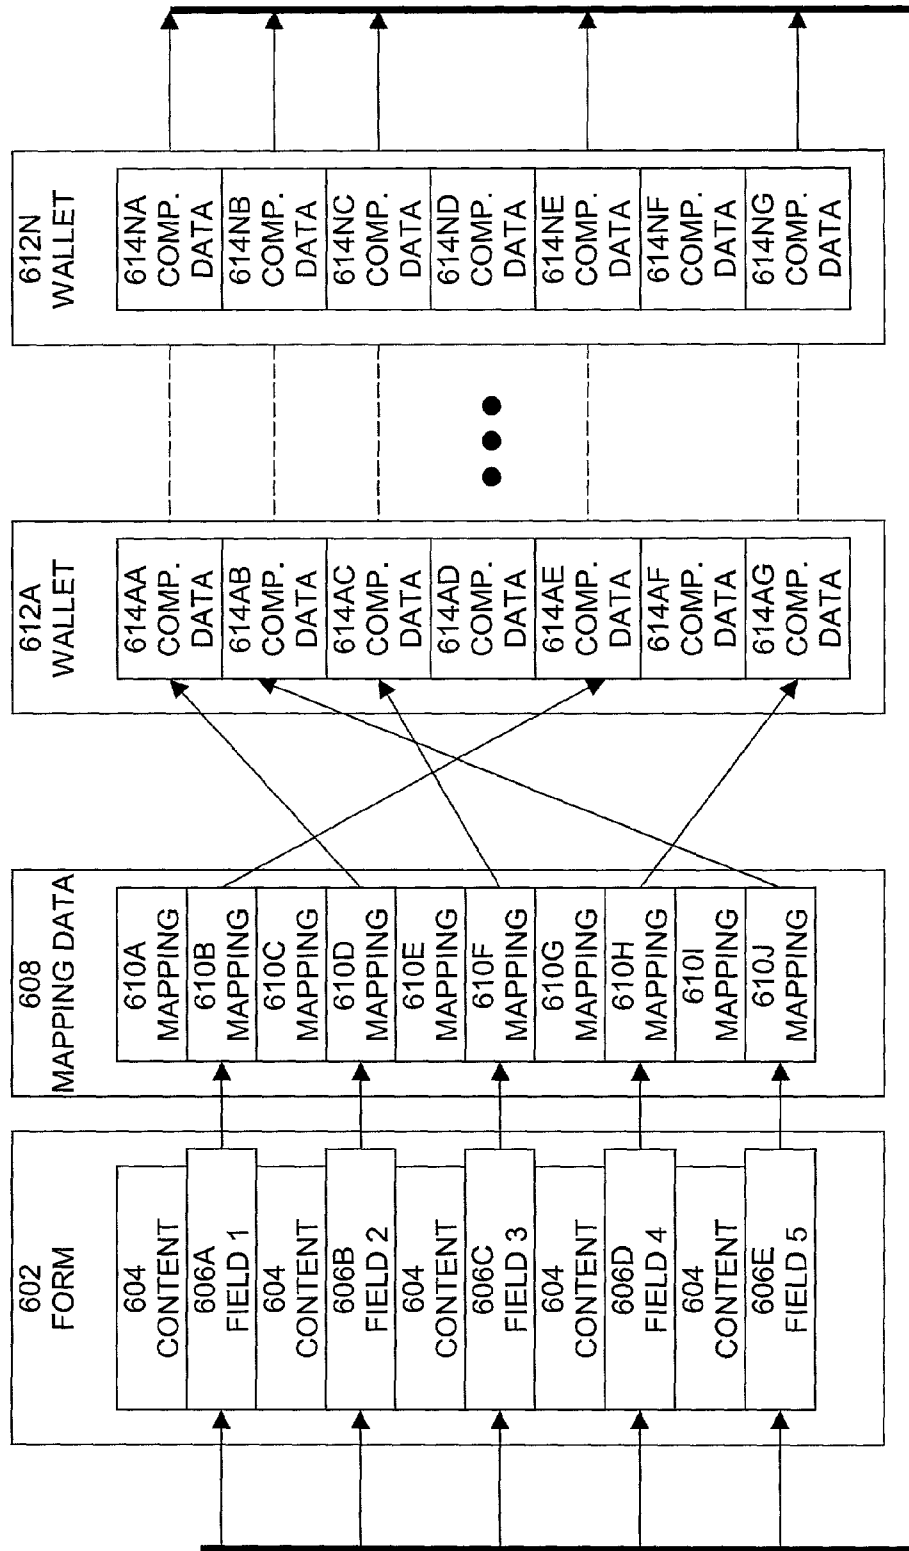 602
FORM
604
CONTENT
606A
FIELD 1
604
CONTENT
606B
FIELD 2
604
CONTENT
606C
FIELD 3
604
CONTENT
606D
FIELD 4
604
CONTENT
606E
FIELD 5
608
MAPPING DATA
610A
MAPPING
610B
MAPPING
610C
MAPPING
610D
MAPPING
610E
MAPPING
610F
MAPPING
610G
MAPPING
610H
MAPPING
610I
MAPPING
610J
MAPPING
612A
WALLET
614AA
COMP.
DATA
614AB
COMP.
DATA
614AC
COMP.
DATA
614AD
COMP.
DATA
614AE
COMP.
DATA
614AF
COMP.
DATA
614AG
COMP.
DATA
612N
WALLET
614NA
COMP.
DATA
614NB
COMP.
DATA
614NC
COMP.
DATA
614ND
COMP.
DATA
614NE
COMP.
DATA
614NF
COMP.
DATA
614NG
COMP.
DATA